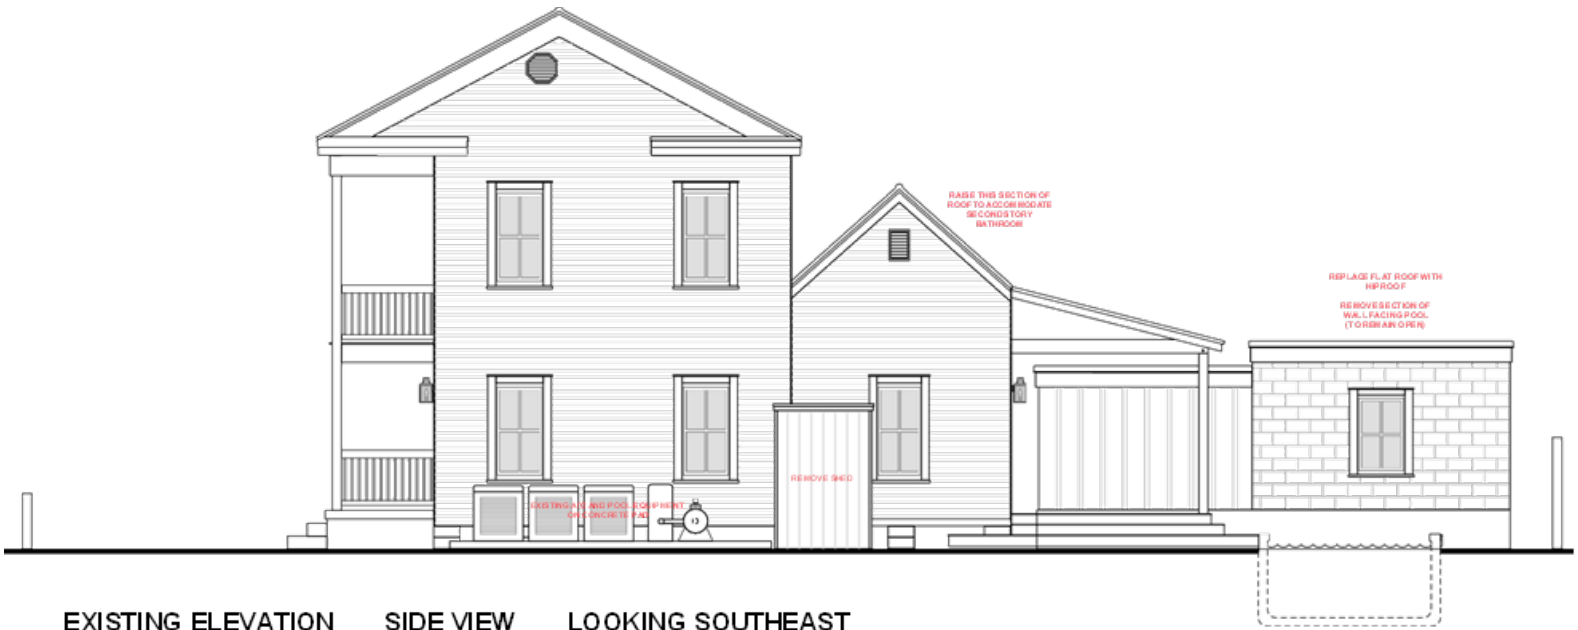 RAISE THIS SECTION OF
ROOF TO ACCOMMODATE
SECOND STORY
BATHROOM
REPLACE FLAT ROOF WITH
HIP ROOF
REMOVE SECTION OF
WALL FACING POOL
(TO REMAIN OPEN)
REMOVE SHED
EXISTING A/C AND POOL EQUIPMENT
ON CONCRETE PAD
EXISTING ELEVATION SIDE VIEW LOOKING SOUTHEAST